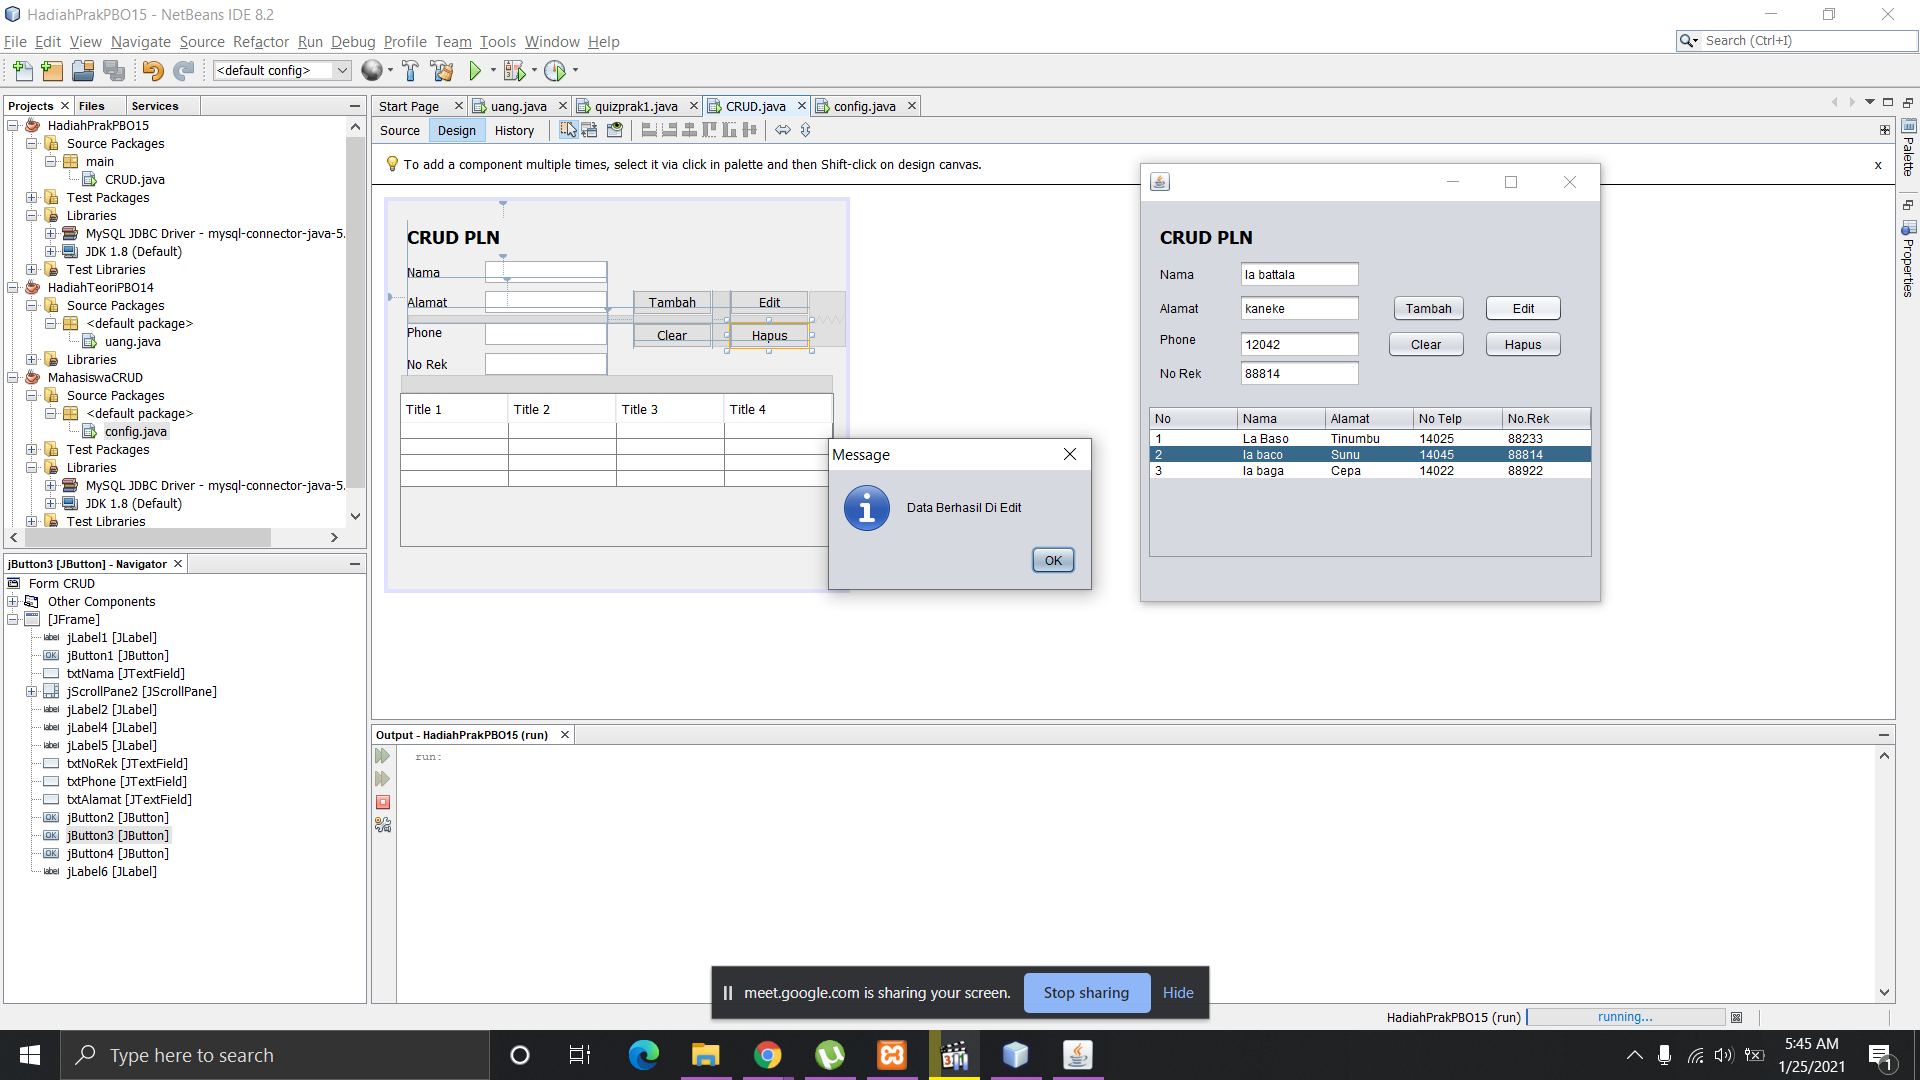 HadiahPrakPBO15 - NetBeans IDE 8.2
File Edit View Navigate Source Refactor Run Debug Profile Team Tools Window Help
Search (Ctrl+I)
<default config>
Projects Files Services
HadiahPrakPBO15
Source Packages
main
CRUD.java
Test Packages
Libraries
MySQL JDBC Driver - mysql-connector-java-5.
JDK 1.8 (Default)
Test Libraries
HadiahTeoriPBO14
Source Packages
<default package>
uang.java
Libraries
MahasiswaCRUD
Source Packages
<default package>
config.java
Test Packages
Libraries
MySQL JDBC Driver - mysql-connector-java-5.
JDK 1.8 (Default)
Test Libraries
jButton3 [JButton] - Navigator
Form CRUD
Other Components
[JFrame]
label jLabel1 [JLabel]
OK jButton1 [JButton]
txtNama [JTextField]
jScrollPane2 [JScrollPane]
label jLabel2 [JLabel]
label jLabel4 [JLabel]
label jLabel5 [JLabel]
txtNoRek [JTextField]
txtPhone [JTextField]
txtAlamat [JTextField]
OK jButton2 [JButton]
OK jButton3 [JButton]
OK jButton4 [JButton]
label jLabel6 [JLabel]
Start Page uang.java quizprak1.java CRUD.java config.java
Source Design History
To add a component multiple times, select it via click in palette and then Shift-click on design canvas.
x
Palette
Properties
CRUD PLN
Nama
Alamat Tambah Edit
Phone Clear Hapus
No Rek
Title 1 Title 2 Title 3 Title 4
Message
Data Berhasil Di Edit
OK
CRUD PLN
Nama la battala
Alamat kaneke Tambah Edit
Phone 12042 Clear Hapus
No Rek 88814
No Nama Alamat No Telp No.Rek
1 La Baso Tinumbu 14025 88233
2 la baco Sunu 14045 88814
3 la baga Cepa 14022 88922
Output - HadiahPrakPBO15 (run)
run:
meet.google.com is sharing your screen. Stop sharing Hide
HadiahPrakPBO15 (run) running...
Type here to search
5:45 AM
1/25/2021
1